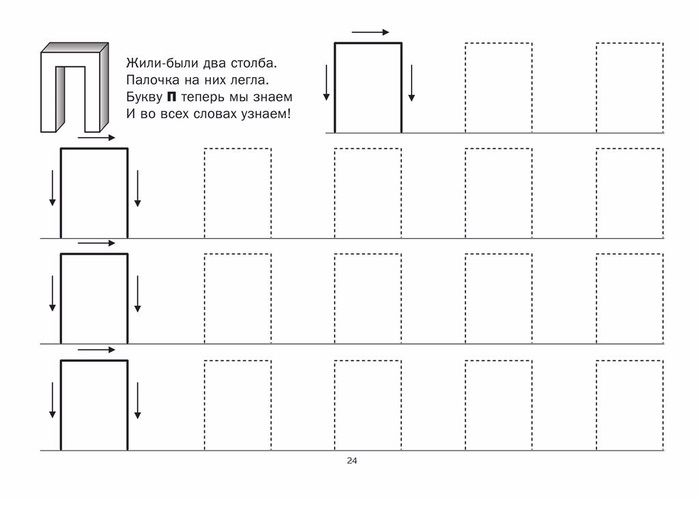 Жили-были два столба.
Палочка на них легла.
Букву П теперь мы знаем
И во всех словах узнаем!
24